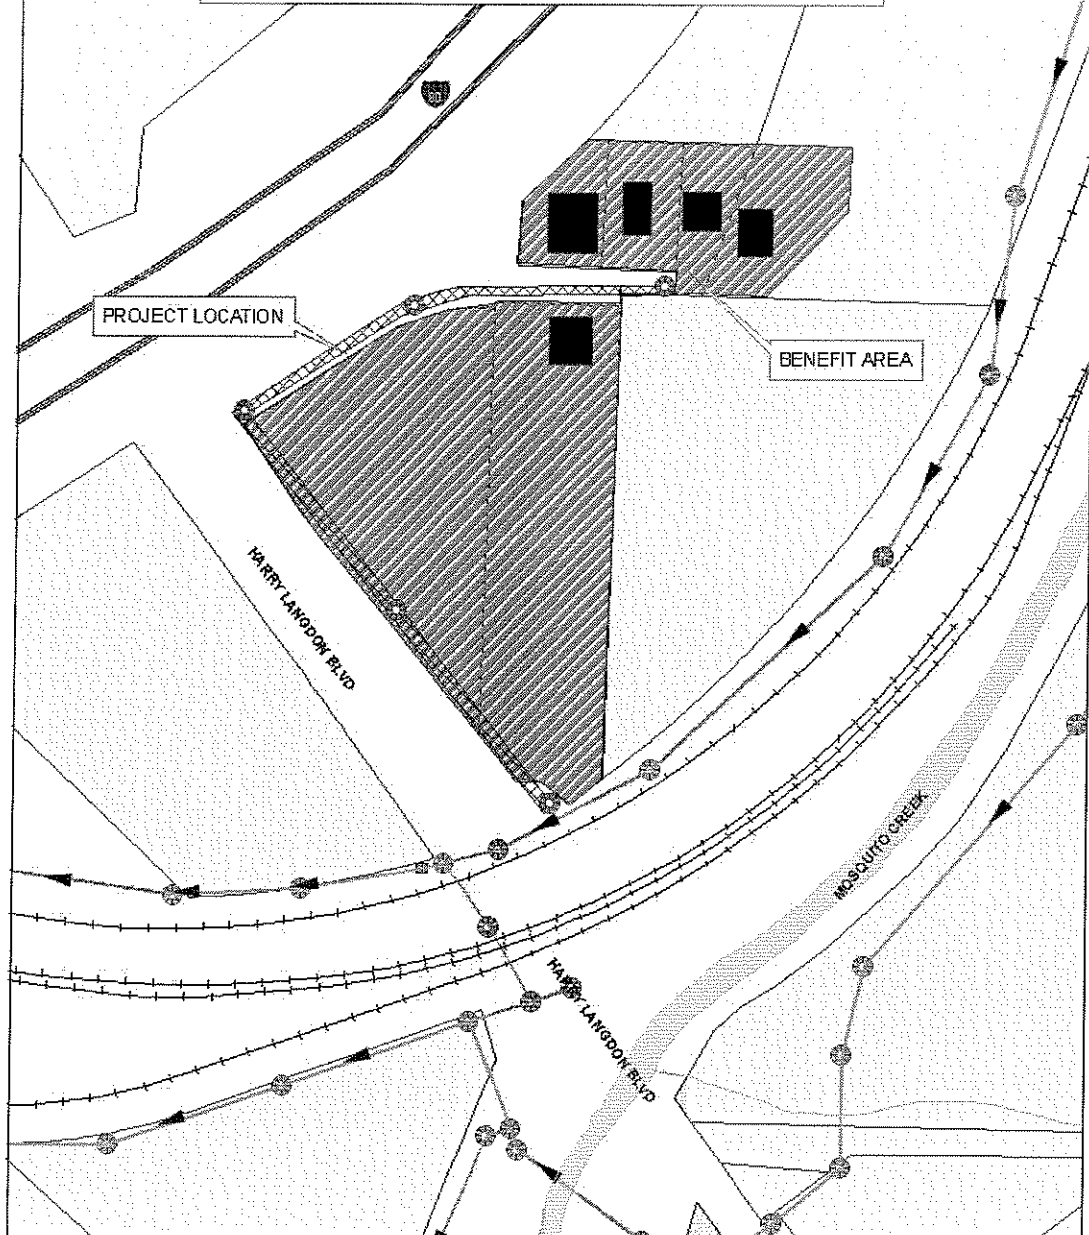 PROJECT LOCATION
BENEFIT AREA
HARRY LANGDON BLVD
MOSQUITO CREEK
HARRY LANGDON BLVD